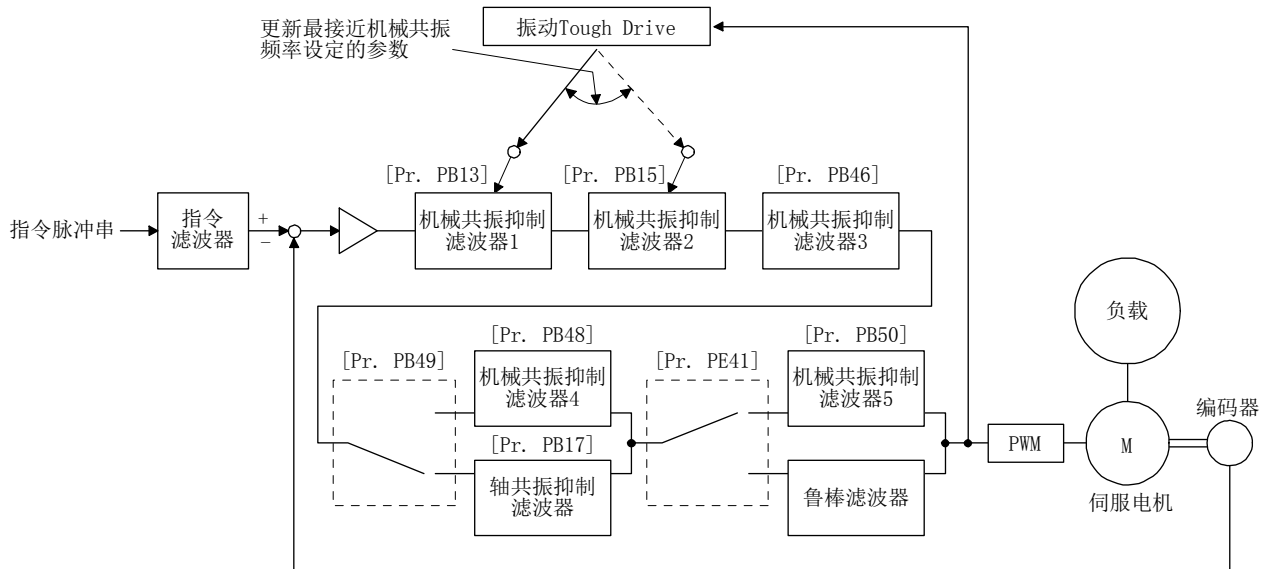 更新最接近机械共振
频率设定的参数
振动Tough Drive
[Pr. PB13]
[Pr. PB15]
[Pr. PB46]
指令脉冲串
指令
滤波器
+
−
机械共振抑制
滤波器1
机械共振抑制
滤波器2
机械共振抑制
滤波器3
负载
[Pr. PB49]
[Pr. PB48]
机械共振抑制
滤波器4
[Pr. PB17]
轴共振抑制
滤波器
[Pr. PE41]
[Pr. PB50]
机械共振抑制
滤波器5
鲁棒滤波器
PWM
M
伺服电机
编码器